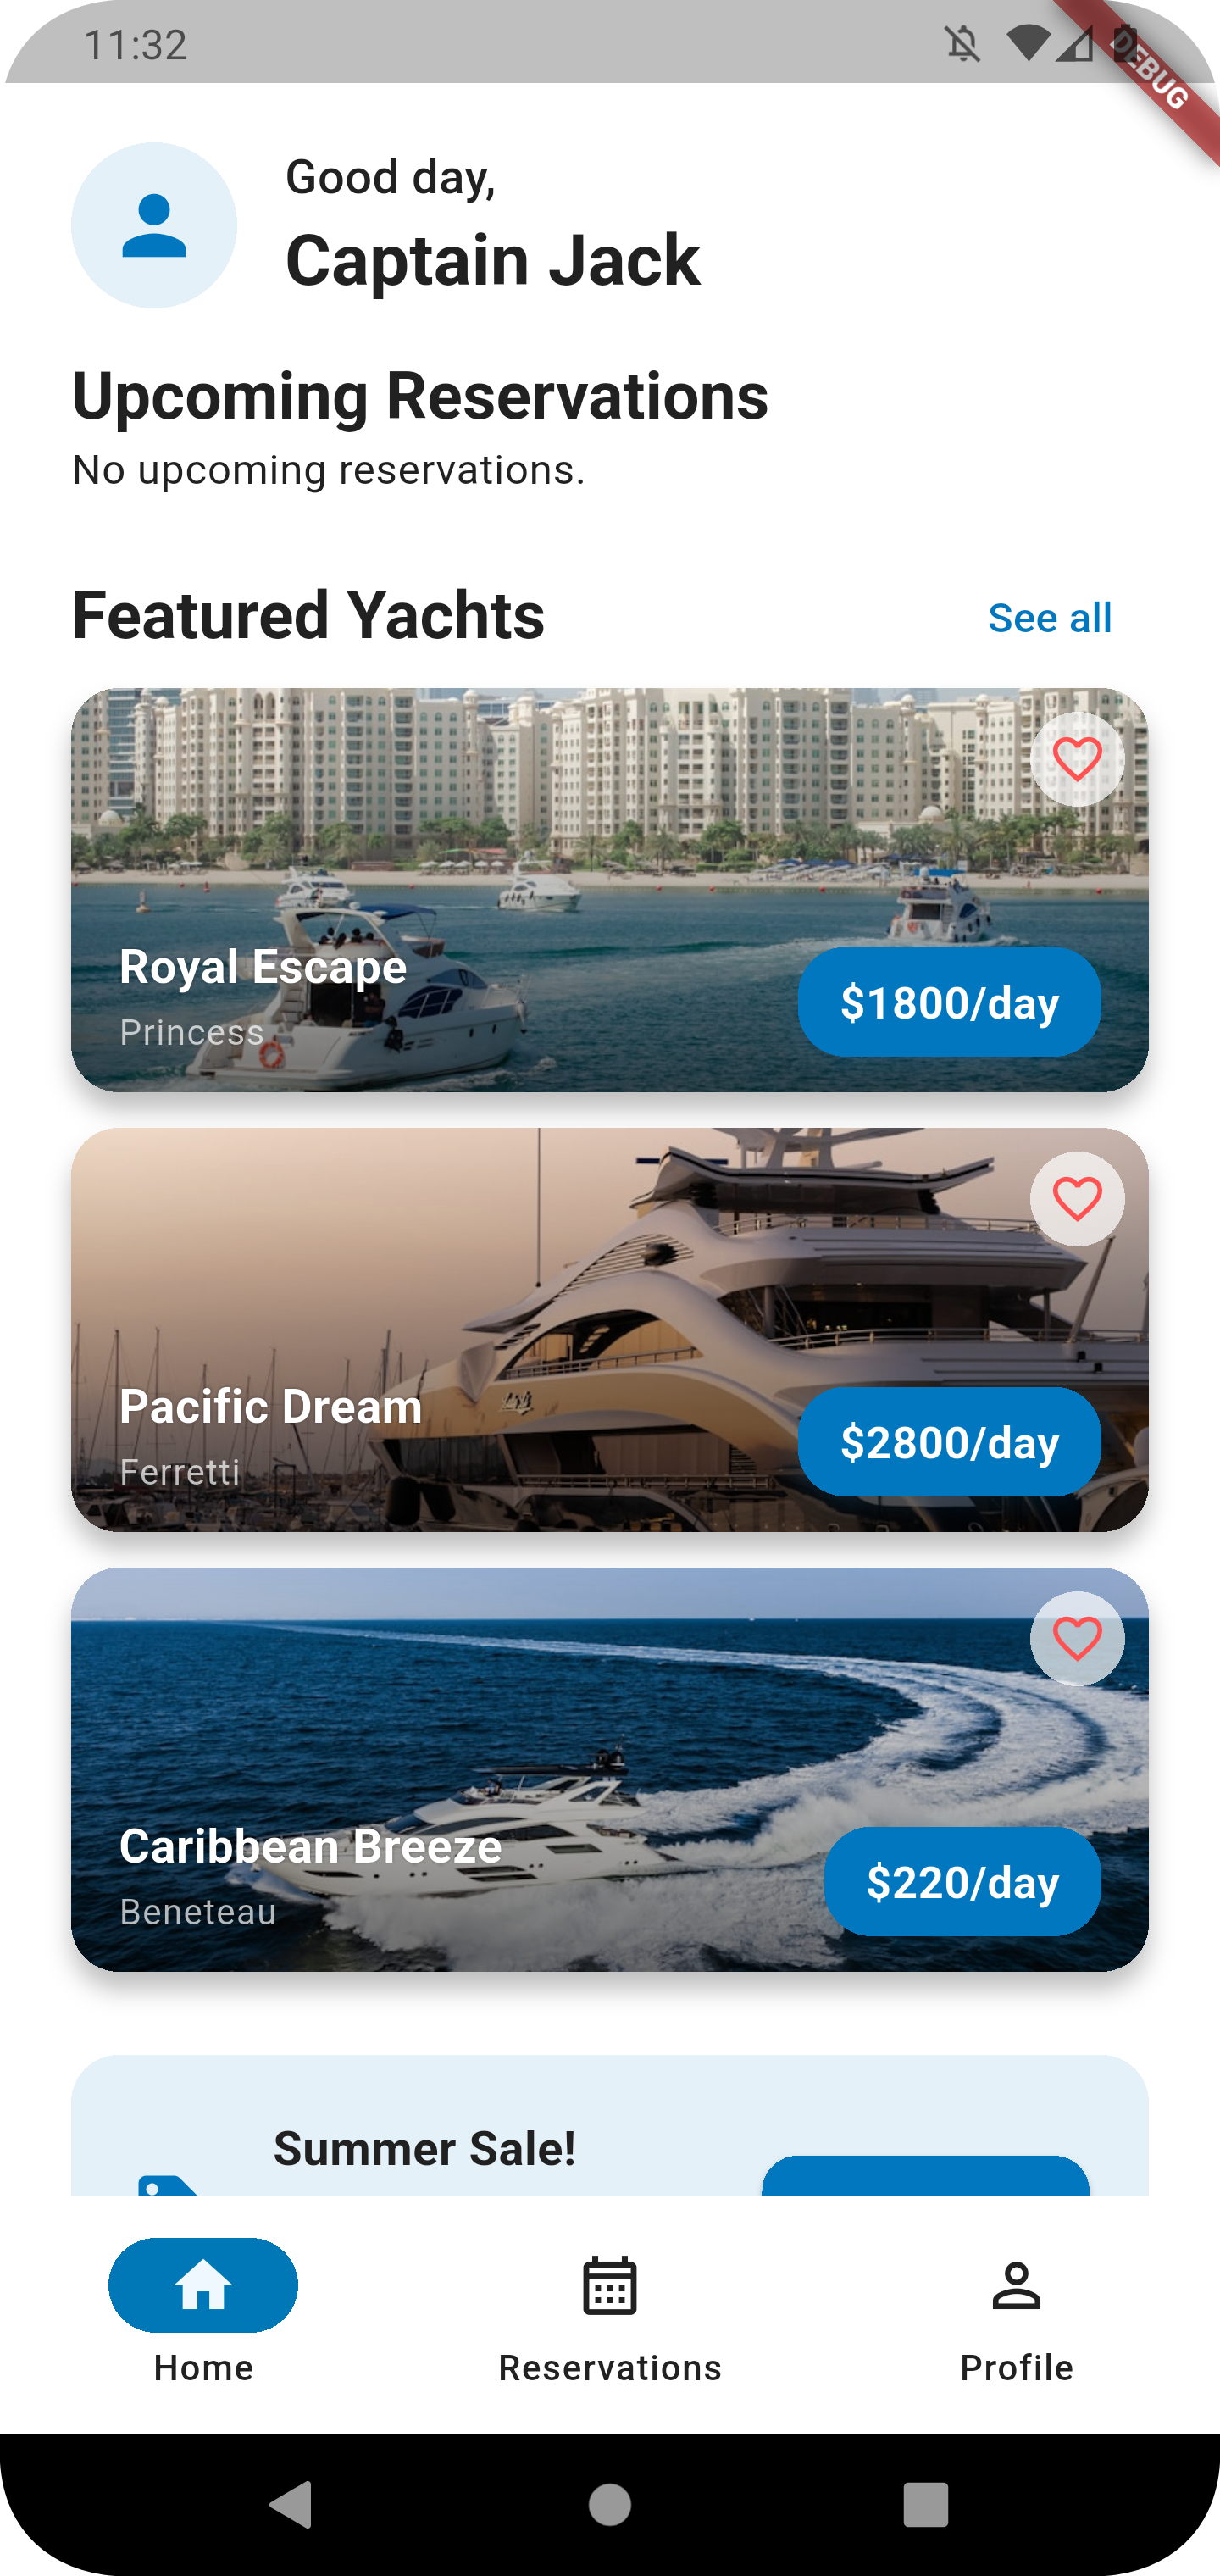 11:32
DEBUG
Good day,
Captain Jack
Upcoming Reservations
No upcoming reservations.
Featured Yachts
See all
Royal Escape
Princess
$1800/day
Pacific Dream
Ferretti
$2800/day
Caribbean Breeze
Beneteau
$220/day
Summer Sale!
Home
Reservations
Profile